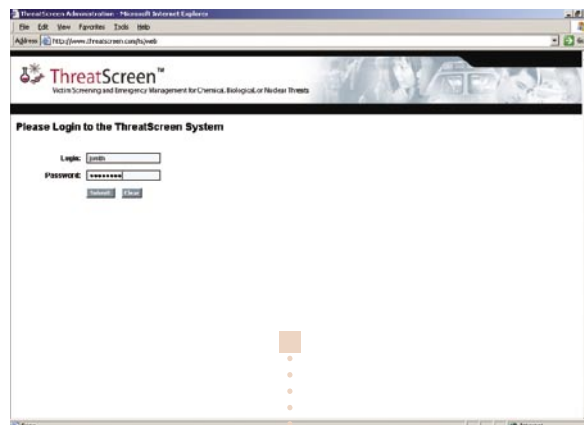 ThreatScreen Administration - Microsoft Internet Explorer
File Edit View Favorites Tools Help
Address http://www.threatscreen.com/ts/web
ThreatScreen™
Victim Screening and Emergency Management for Chemical, Biological, or Nuclear Threats
Please Login to the ThreatScreen System
Login: jsmith
Password: ••••••••
Submit Clear
Internet